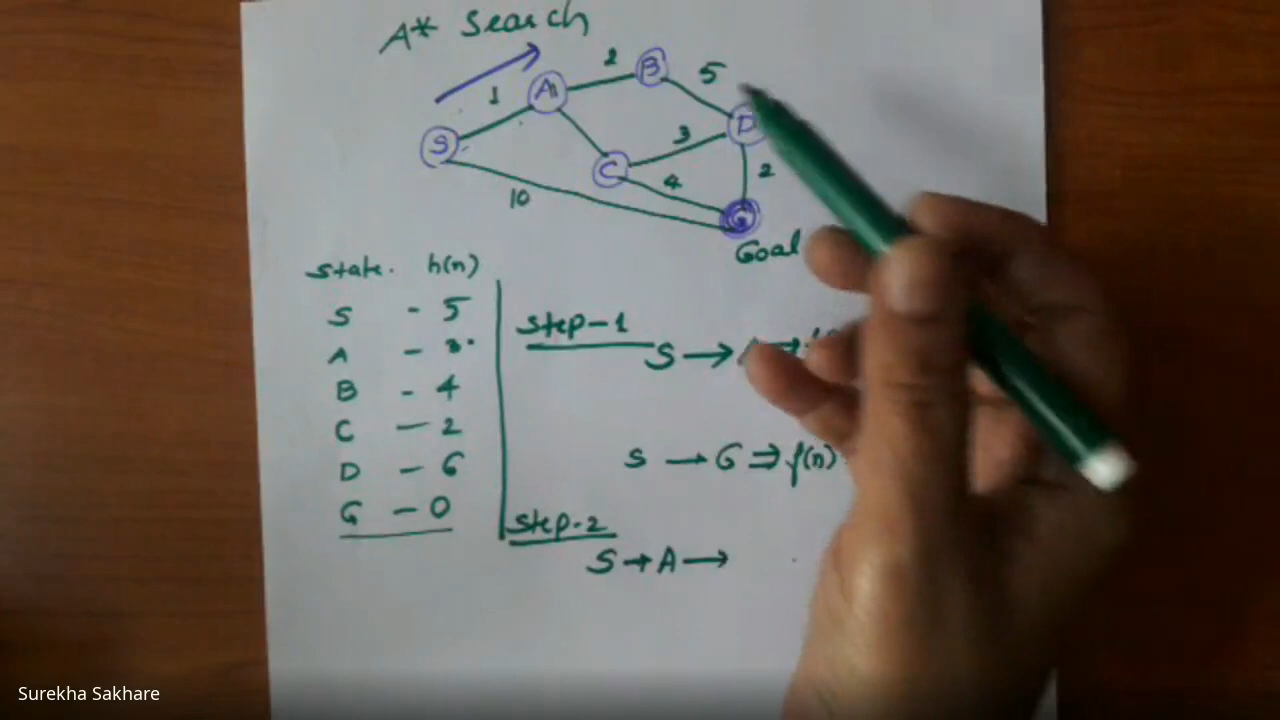 A* Search
2
B
5
1
A
D
3
S
C
4
2
10
G
Goal
State. h(n)
S - 5
A - 3
B - 4
C - 2
D - 6
G - 0
Step-1
S →
S → G ⇒ f(n)
Step-2
S → A →
Surekha Sakhare